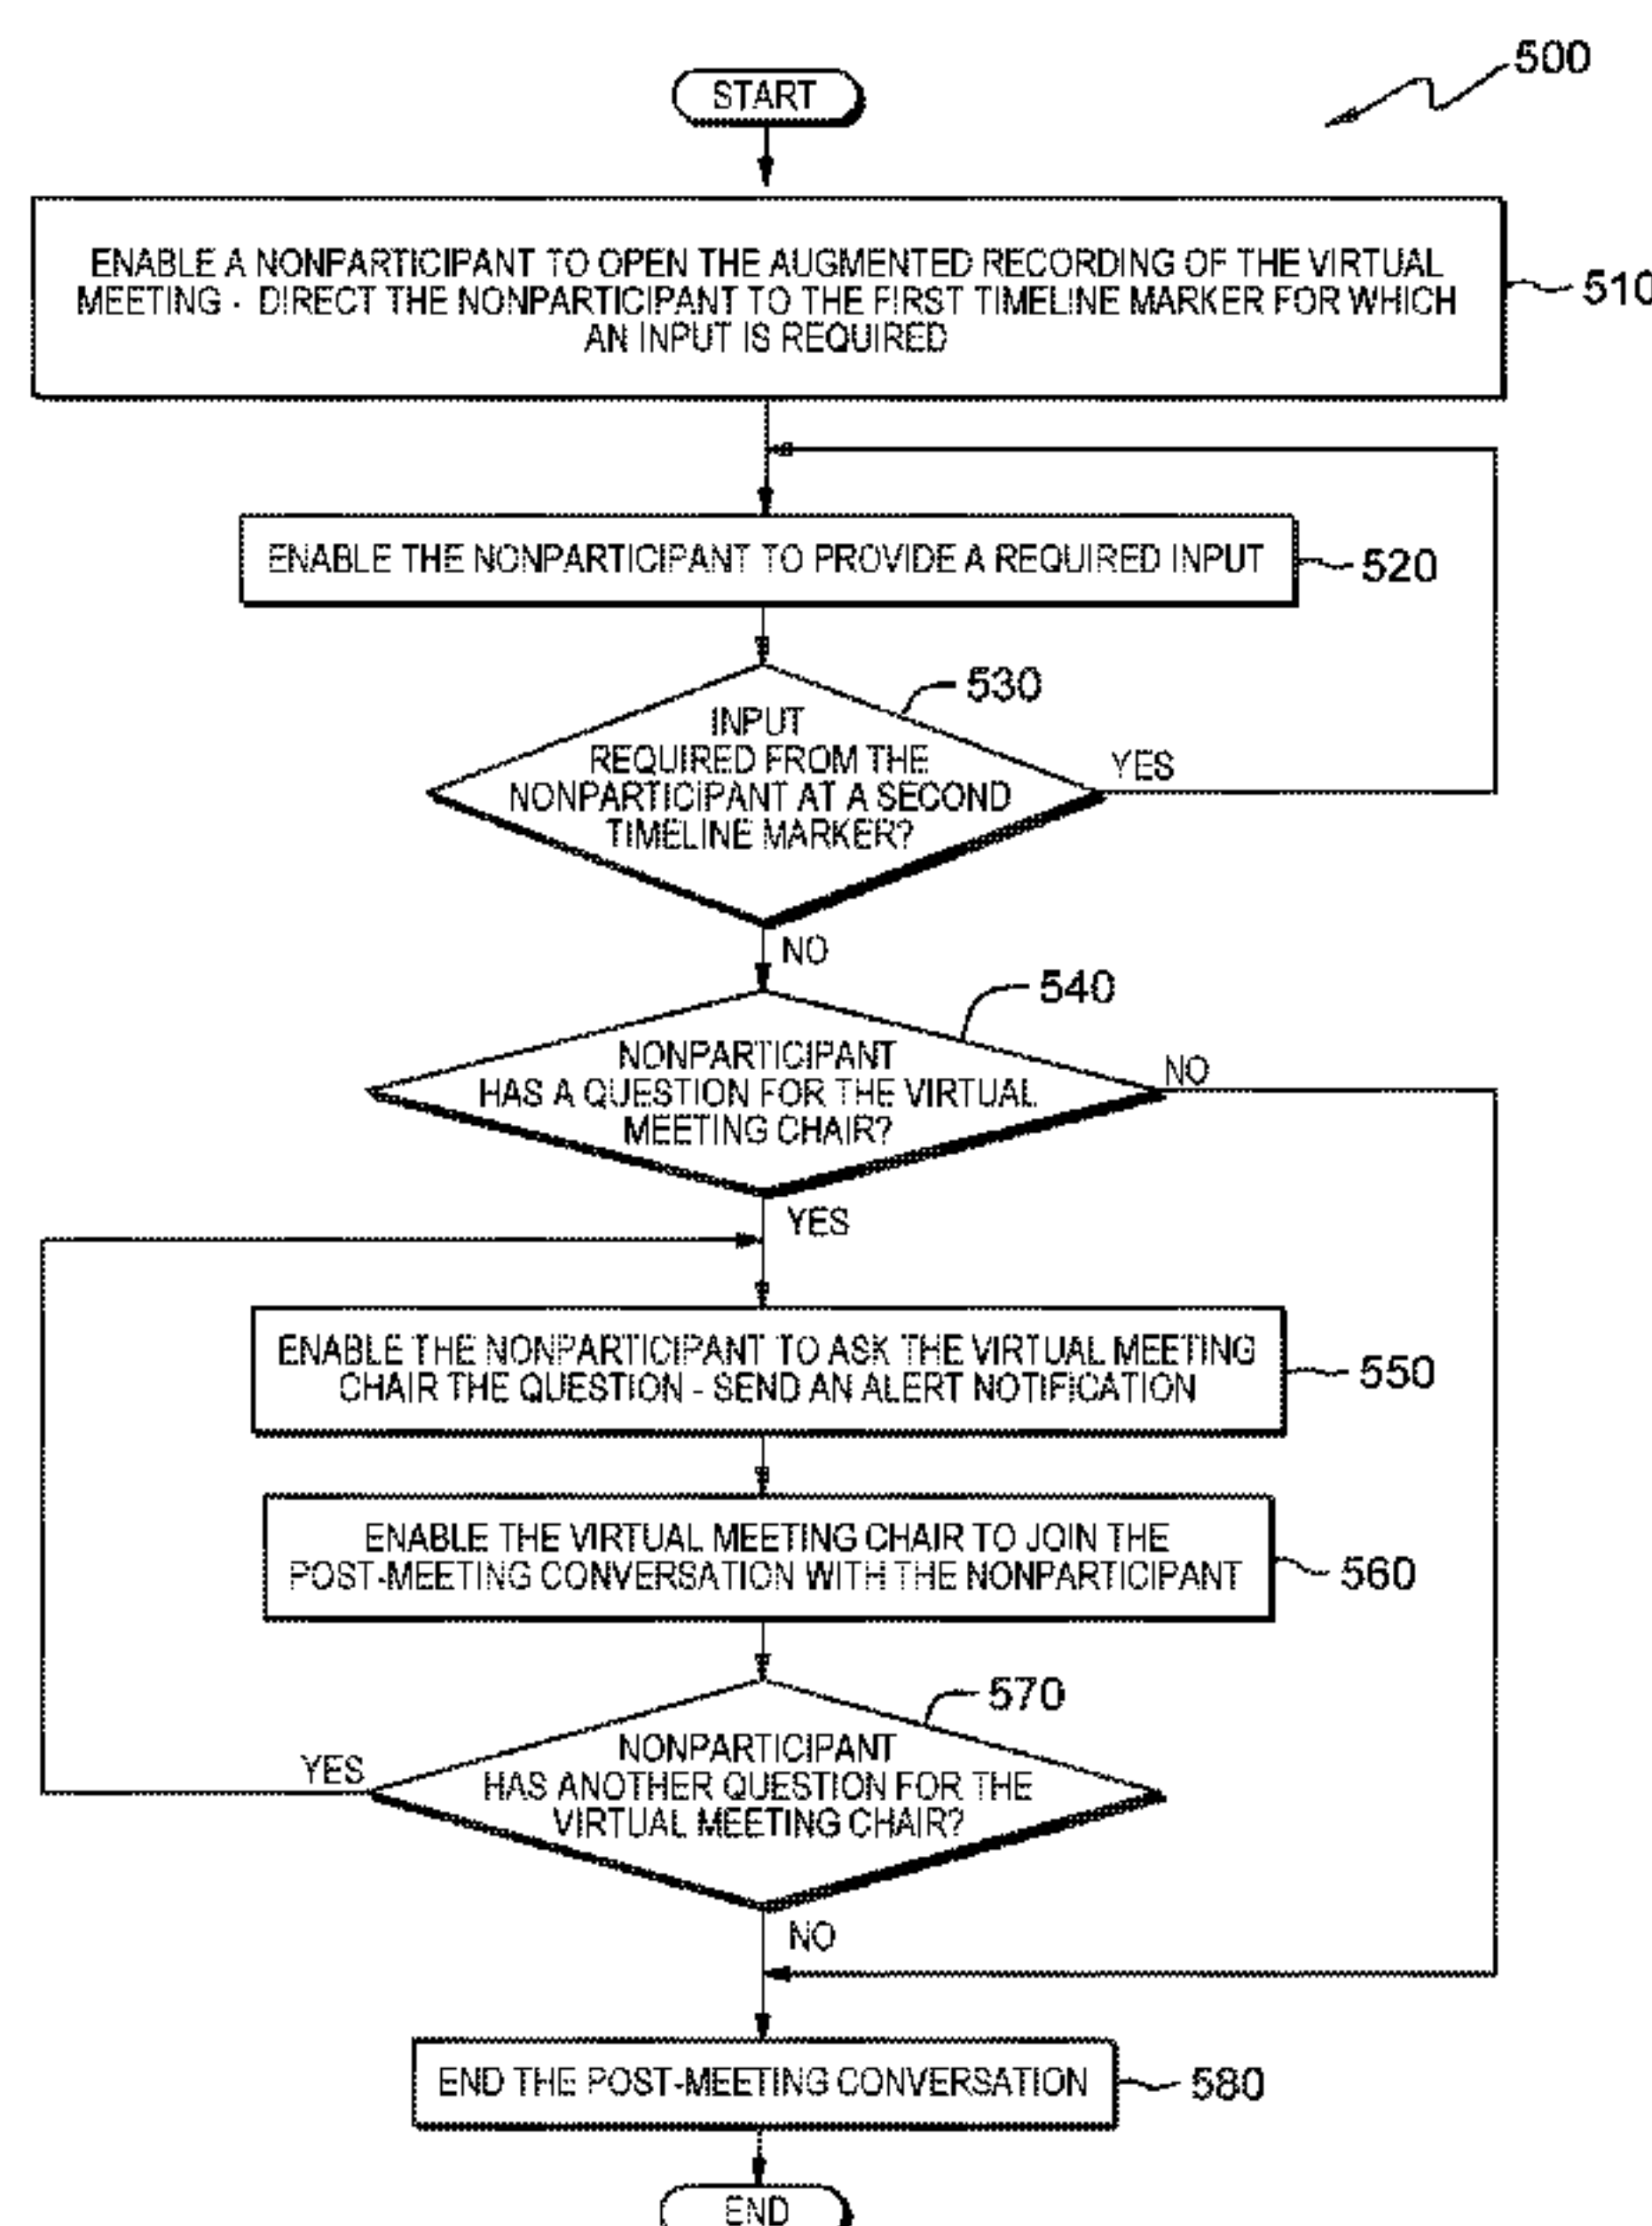 500
START
ENABLE A NONPARTICIPANT TO OPEN THE AUGMENTED RECORDING OF THE VIRTUAL
MEETING - DIRECT THE NONPARTICIPANT TO THE FIRST TIMELINE MARKER FOR WHICH
AN INPUT IS REQUIRED
510
ENABLE THE NONPARTICIPANT TO PROVIDE A REQUIRED INPUT
520
530
INPUT
REQUIRED FROM THE
NONPARTICIPANT AT A SECOND
TIMELINE MARKER?
YES
NO
540
NONPARTICIPANT
HAS A QUESTION FOR THE VIRTUAL
MEETING CHAIR?
NO
YES
ENABLE THE NONPARTICIPANT TO ASK THE VIRTUAL MEETING
CHAIR THE QUESTION - SEND AN ALERT NOTIFICATION
550
ENABLE THE VIRTUAL MEETING CHAIR TO JOIN THE
POST-MEETING CONVERSATION WITH THE NONPARTICIPANT
560
570
NONPARTICIPANT
HAS ANOTHER QUESTION FOR THE
VIRTUAL MEETING CHAIR?
YES
NO
END THE POST-MEETING CONVERSATION
580
END